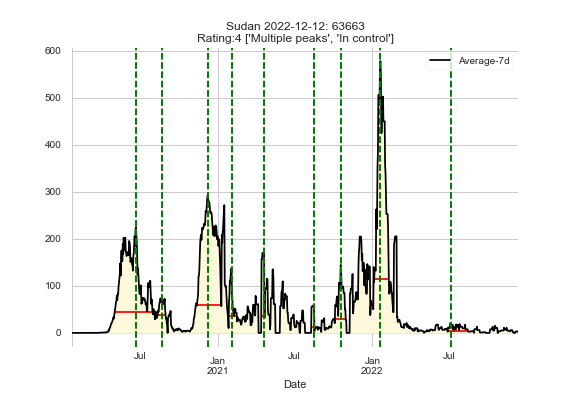 Sudan 2022-12-12: 63663
Rating:4 ['Multiple peaks', 'In control']
Average-7d
600
500
400
300
200
100
0
Jul
Jan
2021
Jul
Jan
2022
Jul
Date